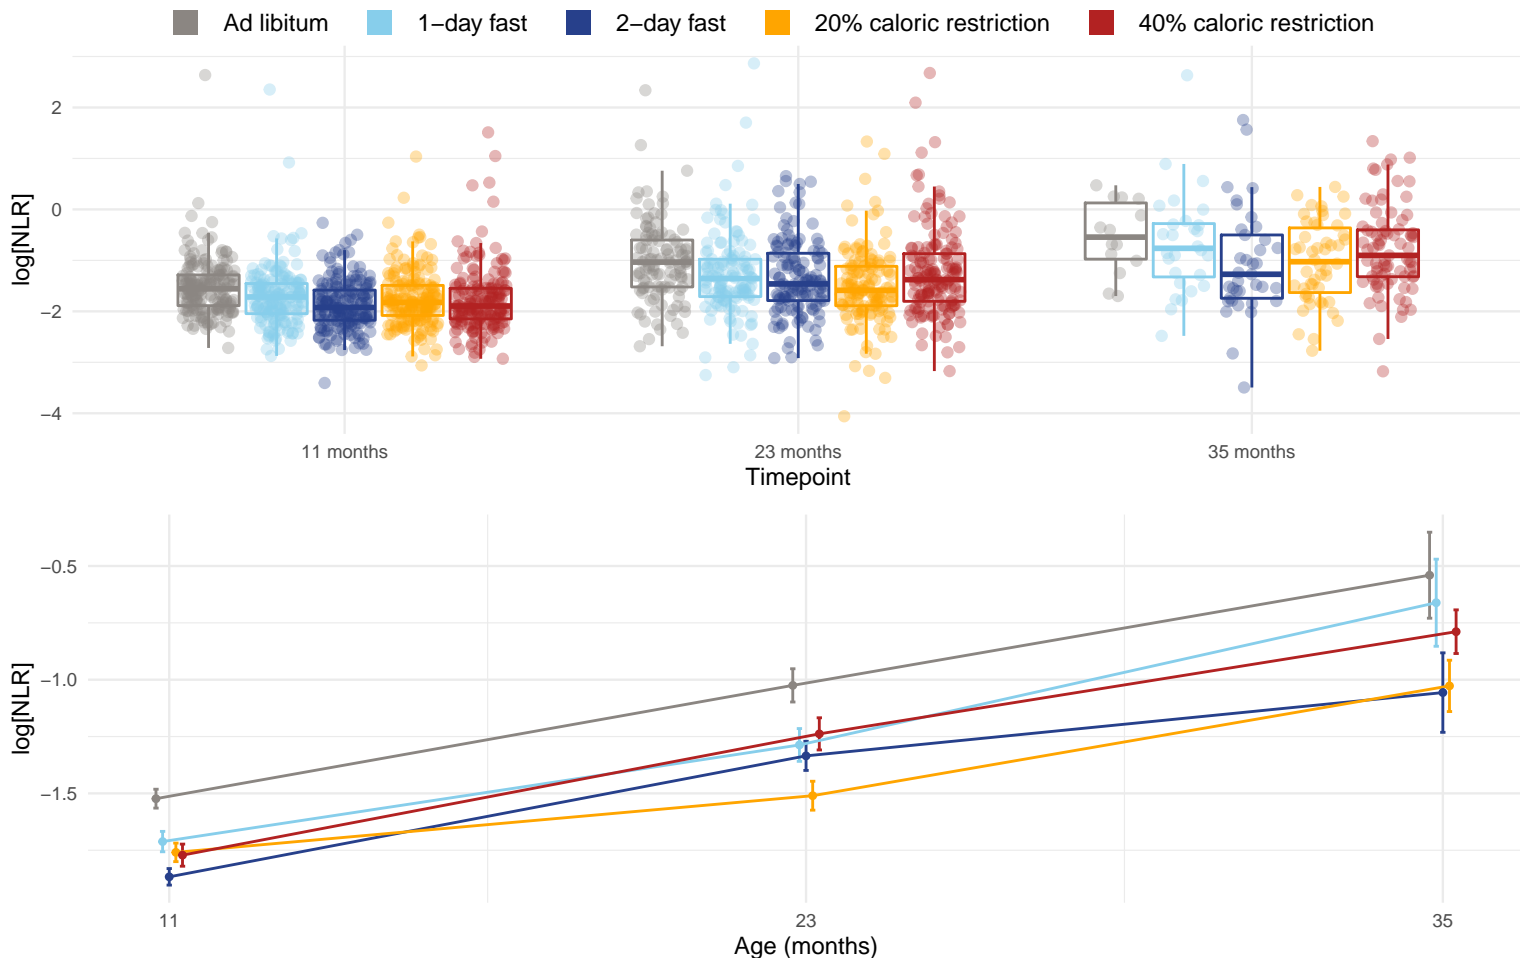 Ad libitum 1−day fast 2−day fast 20% caloric restriction 40% caloric restriction
log[NLR]
2
0
−2
−4
11 months 23 months 35 months
Timepoint
log[NLR]
−0.5
−1.0
−1.5
11 23 35
Age (months)